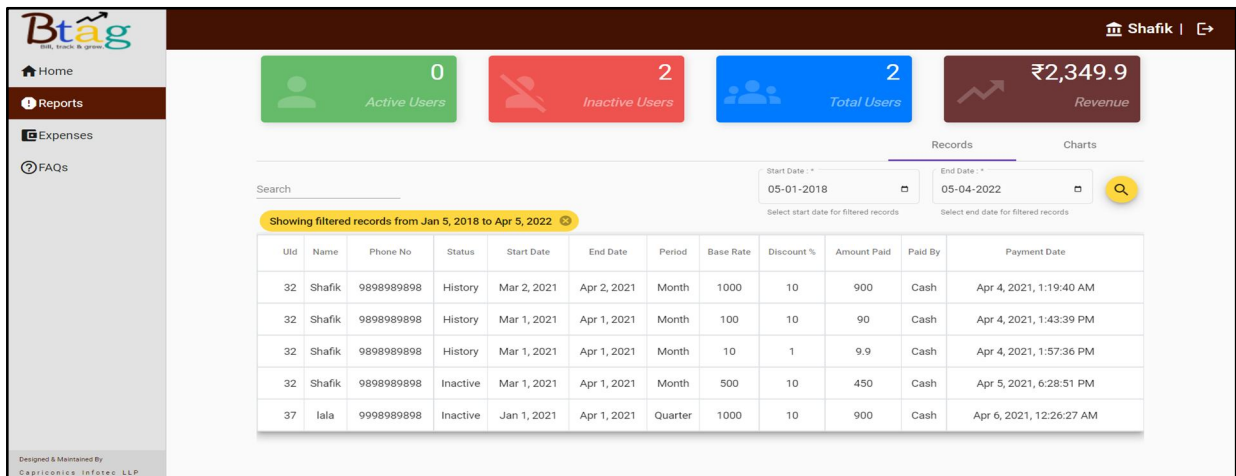 Btag
Bill, track & grow.
Shafik |
Home
Reports
Expenses
FAQs
0
Active Users
2
Inactive Users
2
Total Users
₹2,349.9
Revenue
Records Charts
Search
Start Date : *
05-01-2018
Select start date for filtered records
End Date : *
05-04-2022
Select end date for filtered records
Showing filtered records from Jan 5, 2018 to Apr 5, 2022
UId Name Phone No Status Start Date End Date Period Base Rate Discount % Amount Paid Paid By Payment Date
32 Shafik 9898989898 History Mar 2, 2021 Apr 2, 2021 Month 1000 10 900 Cash Apr 4, 2021, 1:19:40 AM
32 Shafik 9898989898 History Mar 1, 2021 Apr 1, 2021 Month 100 10 90 Cash Apr 4, 2021, 1:43:39 PM
32 Shafik 9898989898 History Mar 1, 2021 Apr 1, 2021 Month 10 1 9.9 Cash Apr 4, 2021, 1:57:36 PM
32 Shafik 9898989898 Inactive Mar 1, 2021 Apr 1, 2021 Month 500 10 450 Cash Apr 5, 2021, 6:28:51 PM
37 lala 9998989898 Inactive Jan 1, 2021 Apr 1, 2021 Quarter 1000 10 900 Cash Apr 6, 2021, 12:26:27 AM
Designed & Maintained By
Capriconics Infotec LLP